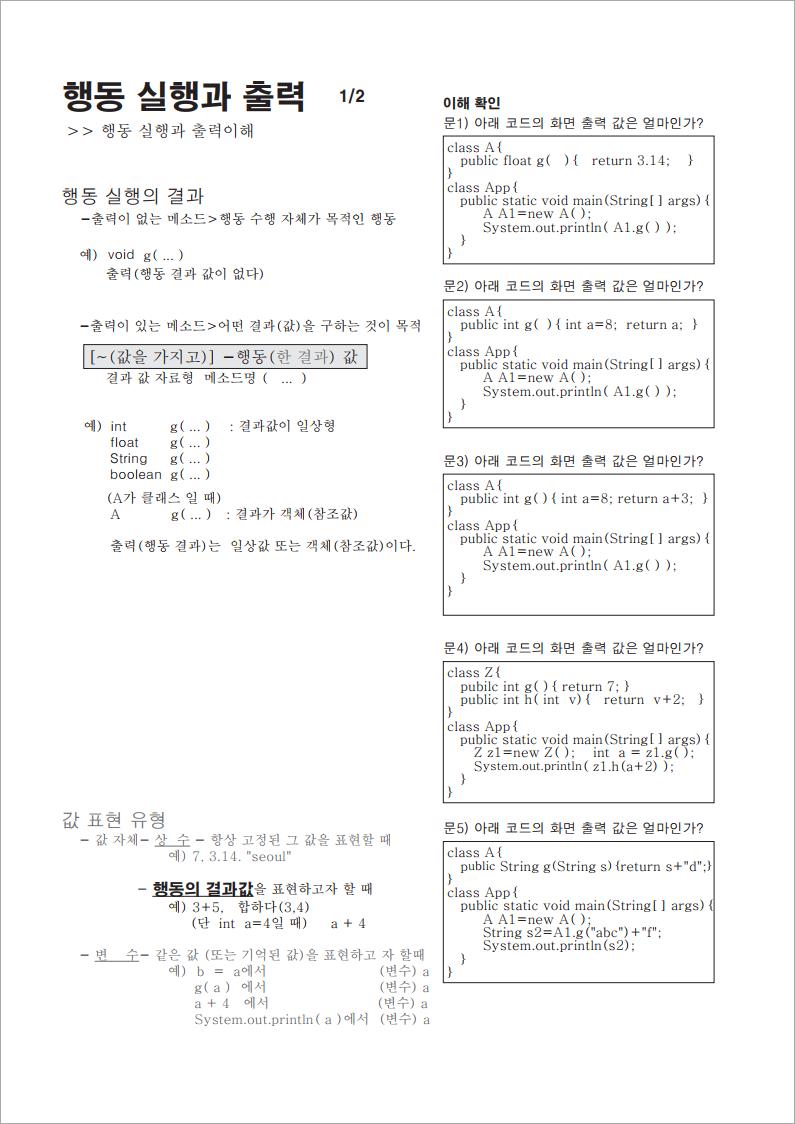 행동 실행과 출력 1/2
>> 행동 실행과 출력이해
행동 실행의 결과
-출력이 없는 메소드>행동 수행 자체가 목적인 행동
예) void g( ... )
출력(행동 결과 값이 없다)
-출력이 있는 메소드>어떤 결과(값)을 구하는 것이 목적
[~(값을 가지고)] -행동(한 결과) 값
결과 값 자료형 메소드명 ( ... )
예) int g( ... ) : 결과값이 일상형
float g( ... )
String g( ... )
boolean g( ... )
(A가 클래스 일 때)
A g( ... ) : 결과가 객체(참조값)
출력(행동 결과)는 일상값 또는 객체(참조값)이다.
값 표현 유형
- 값 자체- 상 수 - 항상 고정된 그 값을 표현할 때
예) 7, 3.14. "seoul"
- 행동의 결과값을 표현하고자 할 때
예) 3+5, 합하다(3,4)
(단 int a=4일 때) a + 4
- 변 수- 같은 값 (또는 기억된 값)을 표현하고 자 할때
예) b = a에서 (변수) a
g( a ) 에서 (변수) a
a + 4 에서 (변수) a
System.out.println( a )에서 (변수) a
이해 확인
문1) 아래 코드의 화면 출력 값은 얼마인가?
class A{
public float g( ){ return 3.14; }
}
class App{
public static void main(String[] args){
A A1=new A( );
System.out.println( A1.g( ) );
}
}
문2) 아래 코드의 화면 출력 값은 얼마인가?
class A{
public int g( ){ int a=8; return a; }
}
class App{
public static void main(String[] args){
A A1=new A( );
System.out.println( A1.g( ) );
}
}
문3) 아래 코드의 화면 출력 값은 얼마인가?
class A{
public int g( ){ int a=8; return a+3; }
}
class App{
public static void main(String[] args){
A A1=new A( );
System.out.println( A1.g( ) );
}
}
문4) 아래 코드의 화면 출력 값은 얼마인가?
class Z{
pubilc int g( ){ return 7; }
public int h( int v){ return v+2; }
}
class App{
public static void main(String[] args){
Z z1=new Z( ); int a = z1.g( );
System.out.println( z1.h(a+2) );
}
}
문5) 아래 코드의 화면 출력 값은 얼마인가?
class A{
public String g(String s){return s+"d";}
}
class App{
public static void main(String[] args){
A A1=new A( );
String s2=A1.g("abc")+"f";
System.out.println(s2);
}
}